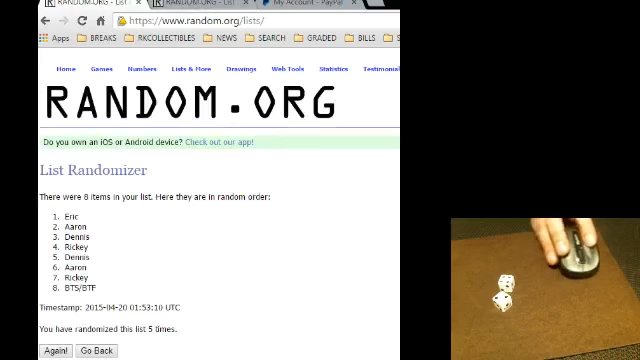 RANDOM.ORG - List
RANDOM.ORG - List
My Account - PayPal
https://www.random.org/lists/
Apps BREAKS RKCOLLECTIBLES NEWS SEARCH GRADED BILLS
Home Games Numbers Lists & More Drawings Web Tools Statistics Testimonial
RANDOM.ORG
Do you own an iOS or Android device? Check out our app!
List Randomizer
There were 8 items in your list. Here they are in random order:
1. Eric
2. Aaron
3. Dennis
4. Rickey
5. Dennis
6. Aaron
7. Rickey
8. BTS/BTF
Timestamp: 2015-04-20 01:53:10 UTC
You have randomized this list 5 times.
Again! Go Back